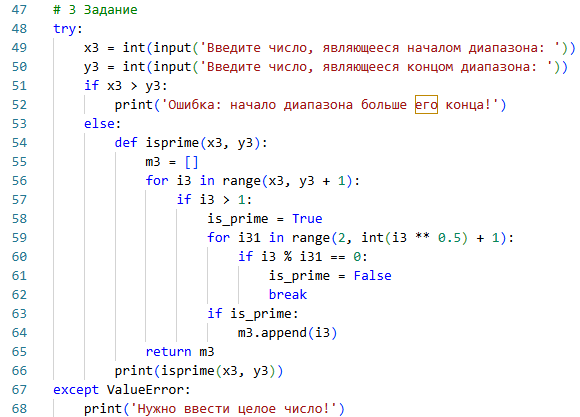 47 # 3 Задание
48 try:
49     x3 = int(input('Введите число, являющееся началом диапазона: '))
50     y3 = int(input('Введите число, являющееся концом диапазона: '))
51     if x3 > y3:
52         print('Ошибка: начало диапазона больше его конца!')
53     else:
54         def isprime(x3, y3):
55             m3 = []
56             for i3 in range(x3, y3 + 1):
57                 if i3 > 1:
58                     is_prime = True
59                     for i31 in range(2, int(i3 ** 0.5) + 1):
60                         if i3 % i31 == 0:
61                             is_prime = False
62                             break
63                     if is_prime:
64                         m3.append(i3)
65             return m3
66         print(isprime(x3, y3))
67 except ValueError:
68     print('Нужно ввести целое число!')